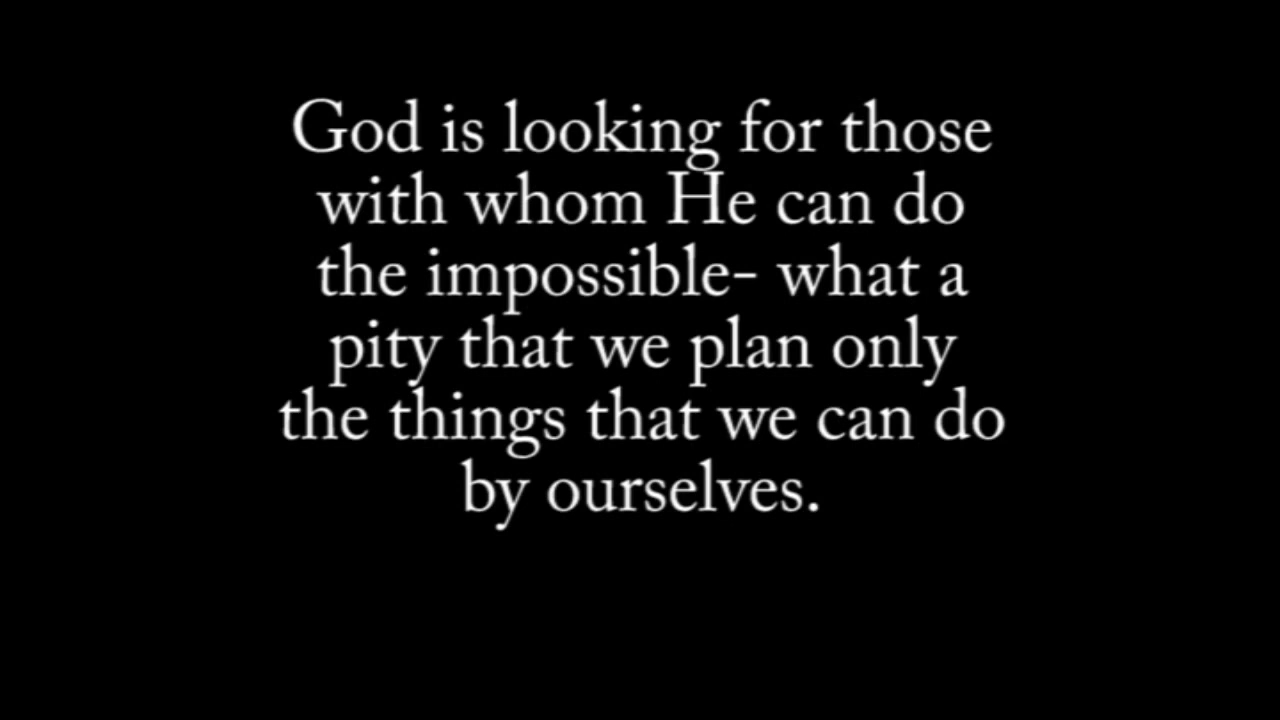 God is looking for those
with whom He can do
the impossible- what a
pity that we plan only
the things that we can do
by ourselves.